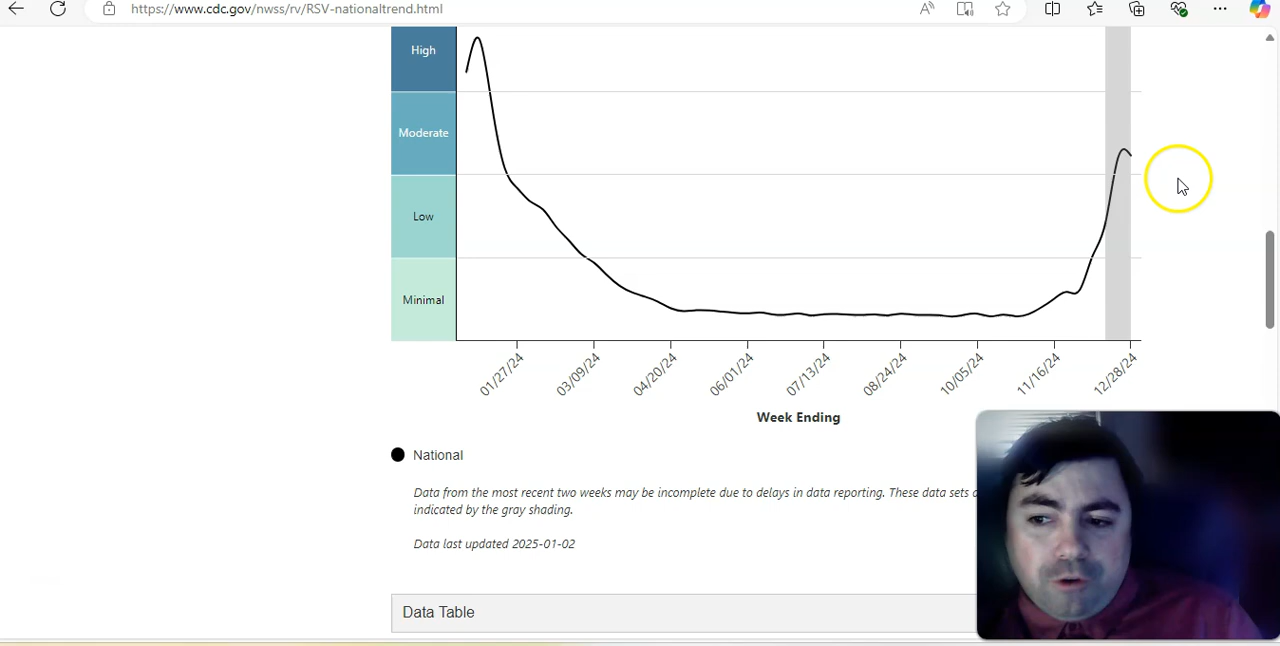 https://www.cdc.gov/nwss/rv/RSV-nationaltrend.html
High
Moderate
Low
Minimal
01/27/24
03/09/24
04/20/24
06/01/24
07/13/24
08/24/24
10/05/24
11/16/24
12/28/24
Week Ending
National
Data from the most recent two weeks may be incomplete due to delays in data reporting. These data sets
indicated by the gray shading.
Data last updated 2025-01-02
Data Table